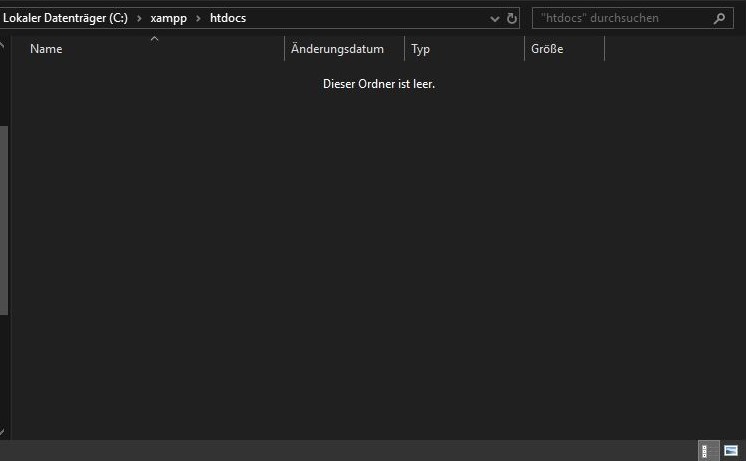 Lokaler Datenträger (C:) › xampp › htdocs
"htdocs" durchsuchen
Name Änderungsdatum Typ Größe
Dieser Ordner ist leer.